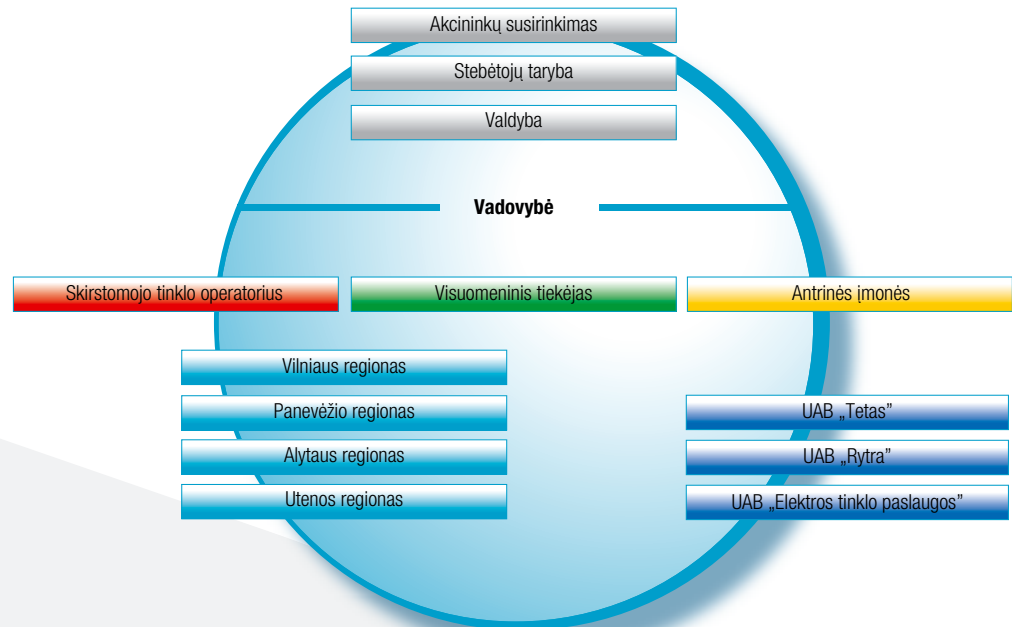 Akcininkų susirinkimas
Stebėtojų taryba
Valdyba
Vadovybė
Skirstomojo tinklo operatorius
Visuomeninis tiekėjas
Antrinės įmonės
Vilniaus regionas
Panevėžio regionas
Alytaus regionas
Utenos regionas
UAB „Tetas”
UAB „Rytra”
UAB „Elektros tinklo paslaugos”